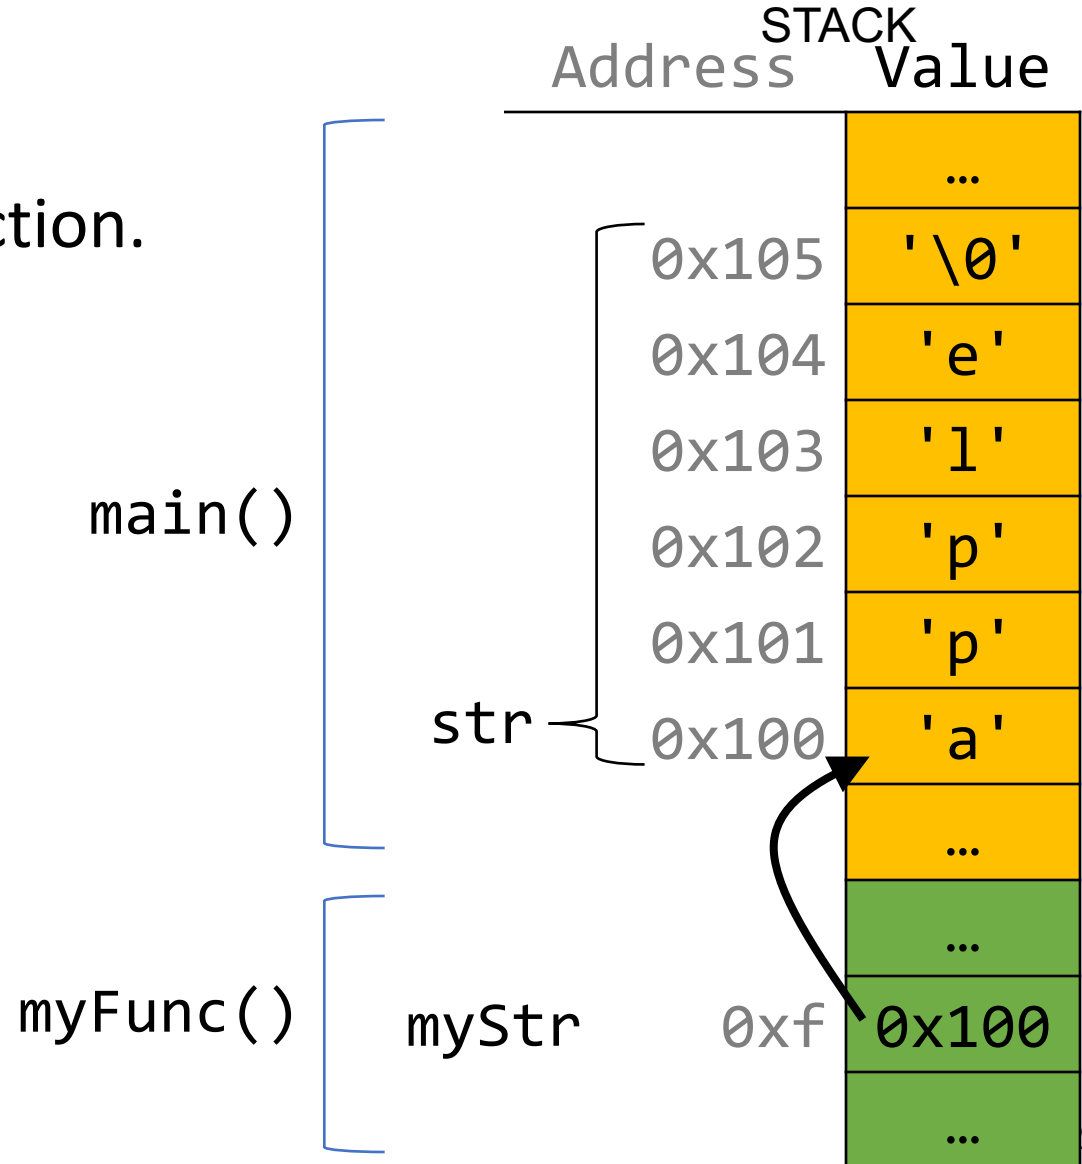 STACK
Address Value
…
ction.
0x105 '\0'
0x104 'e'
0x103 'l'
main()
0x102 'p'
0x101 'p'
str 0x100 'a'
…
…
myFunc() myStr 0xf 0x100
…